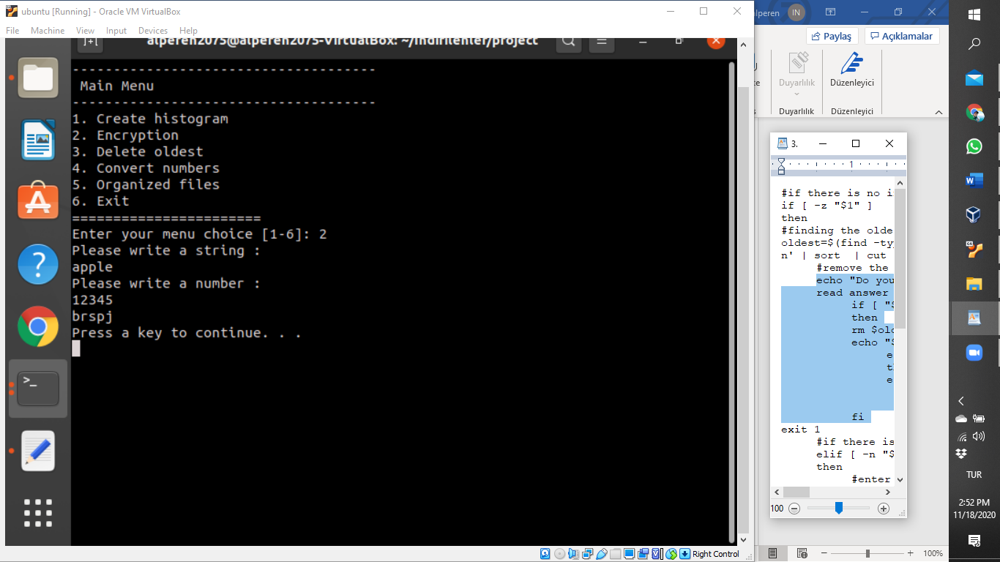 ubuntu [Running] - Oracle VM VirtualBox
File Machine View Input Devices Help
alperen2075@alperen2075-VirtualBox: ~/İndirilenler/project
---------------------------------------
Main Menu
---------------------------------------
1. Create histogram
2. Encryption
3. Delete oldest
4. Convert numbers
5. Organized files
6. Exit
=======================
Enter your menu choice [1-6]: 2
Please write a string :
apple
Please write a number :
12345
brspj
Press a key to continue. . .
Right Control
alperen IN
Paylaş Açıklamalar
Duyarlılık Düzenleyici
Duyarlılık Düzenleyici
3.
1
#if there is no i
if [ -z "$1" ]
then
#finding the olde
oldest=$(find -ty
n' | sort | cut
#remove the
echo "Do you
read answer
if [ "$
then
rm $ol
echo "$
e
t
e
fi
exit 1
#if there is
elif [ -n "$
then
#enter
100
100%
TUR
2:52 PM
11/18/2020